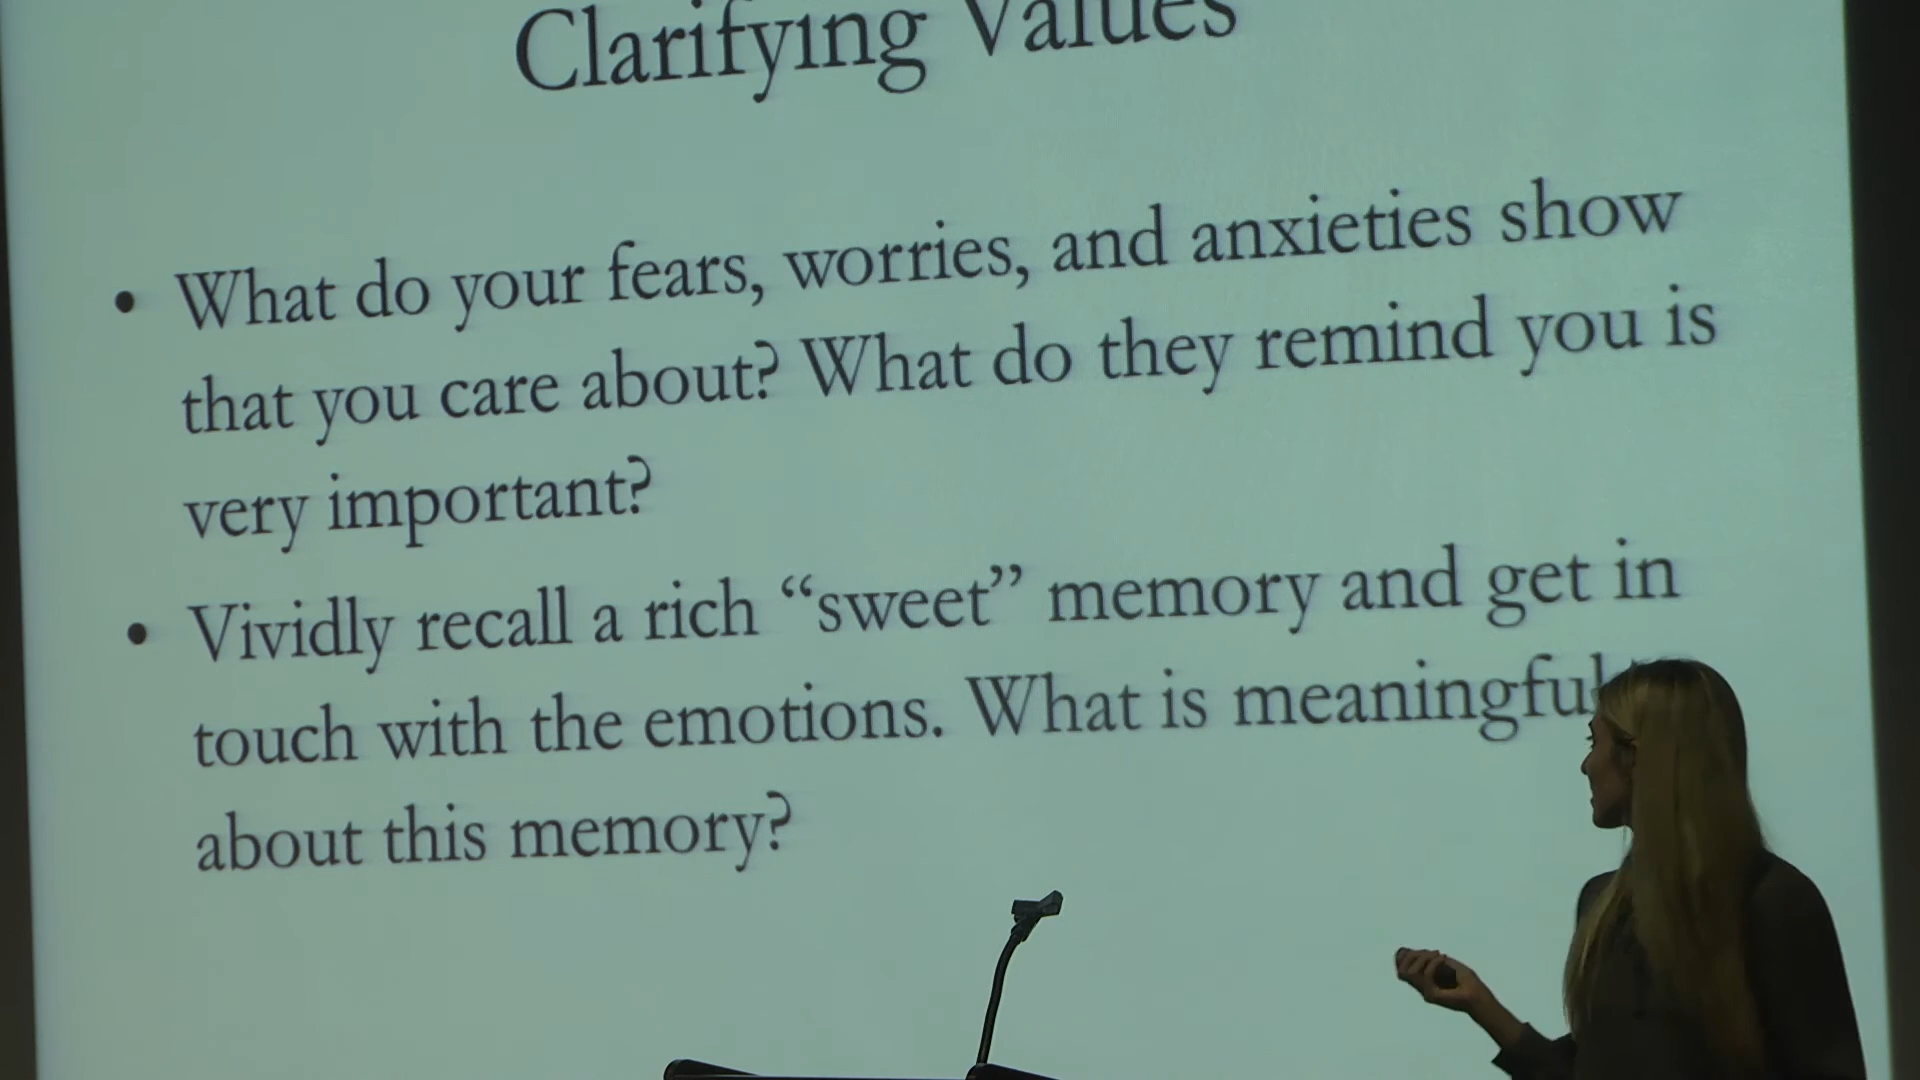 Clarifying Values
• What do your fears, worries, and anxieties show
that you care about? What do they remind you is
very important?
• Vividly recall a rich “sweet” memory and get in
touch with the emotions. What is meaningful
about this memory?